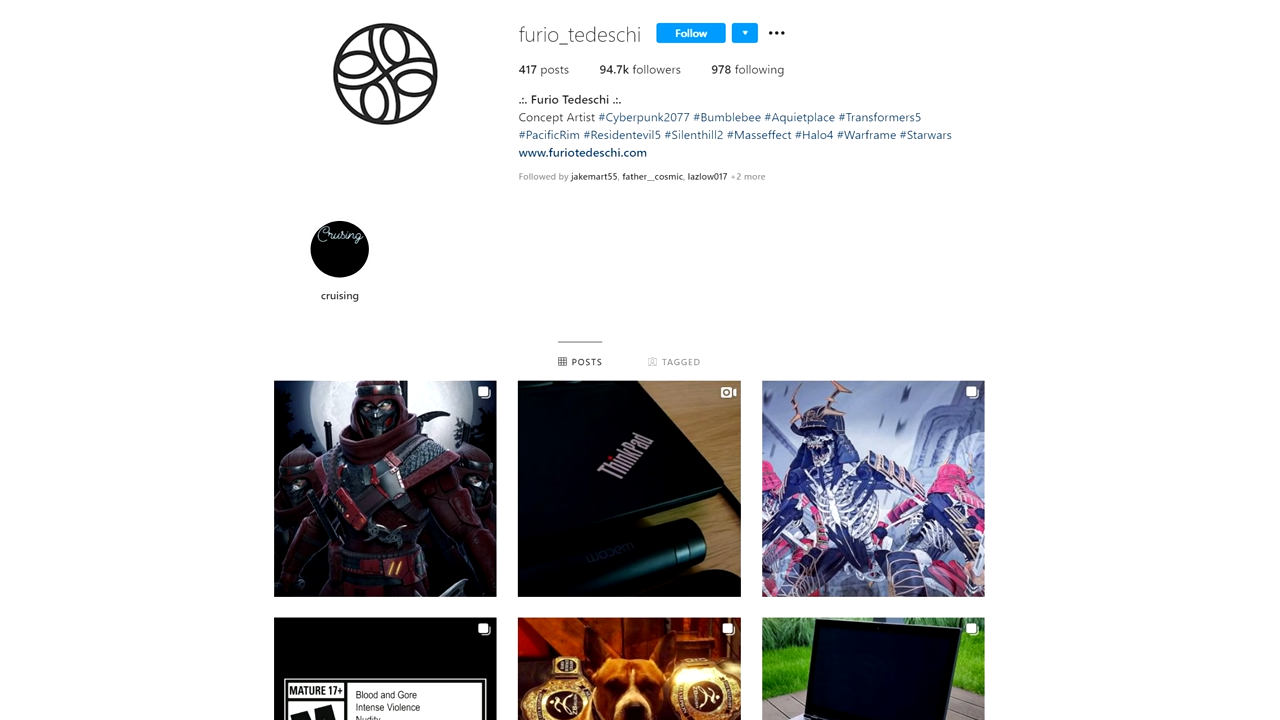 furio_tedeschi Follow
417 posts 94.7k followers 978 following
.:. Furio Tedeschi .:.
Concept Artist #Cyberpunk2077 #Bumblebee #Aquietplace #Transformers5
#PacificRim #Residentevil5 #Silenthill2 #Masseffect #Halo4 #Warframe #Starwars
www.furiotedeschi.com
Followed by jakemart55, father__cosmic, lazlow017 +2 more
Crusing
cruising
POSTS TAGGED
ThinkPad
wacom
MATURE 17+
Blood and Gore
Intense Violence
Nudity